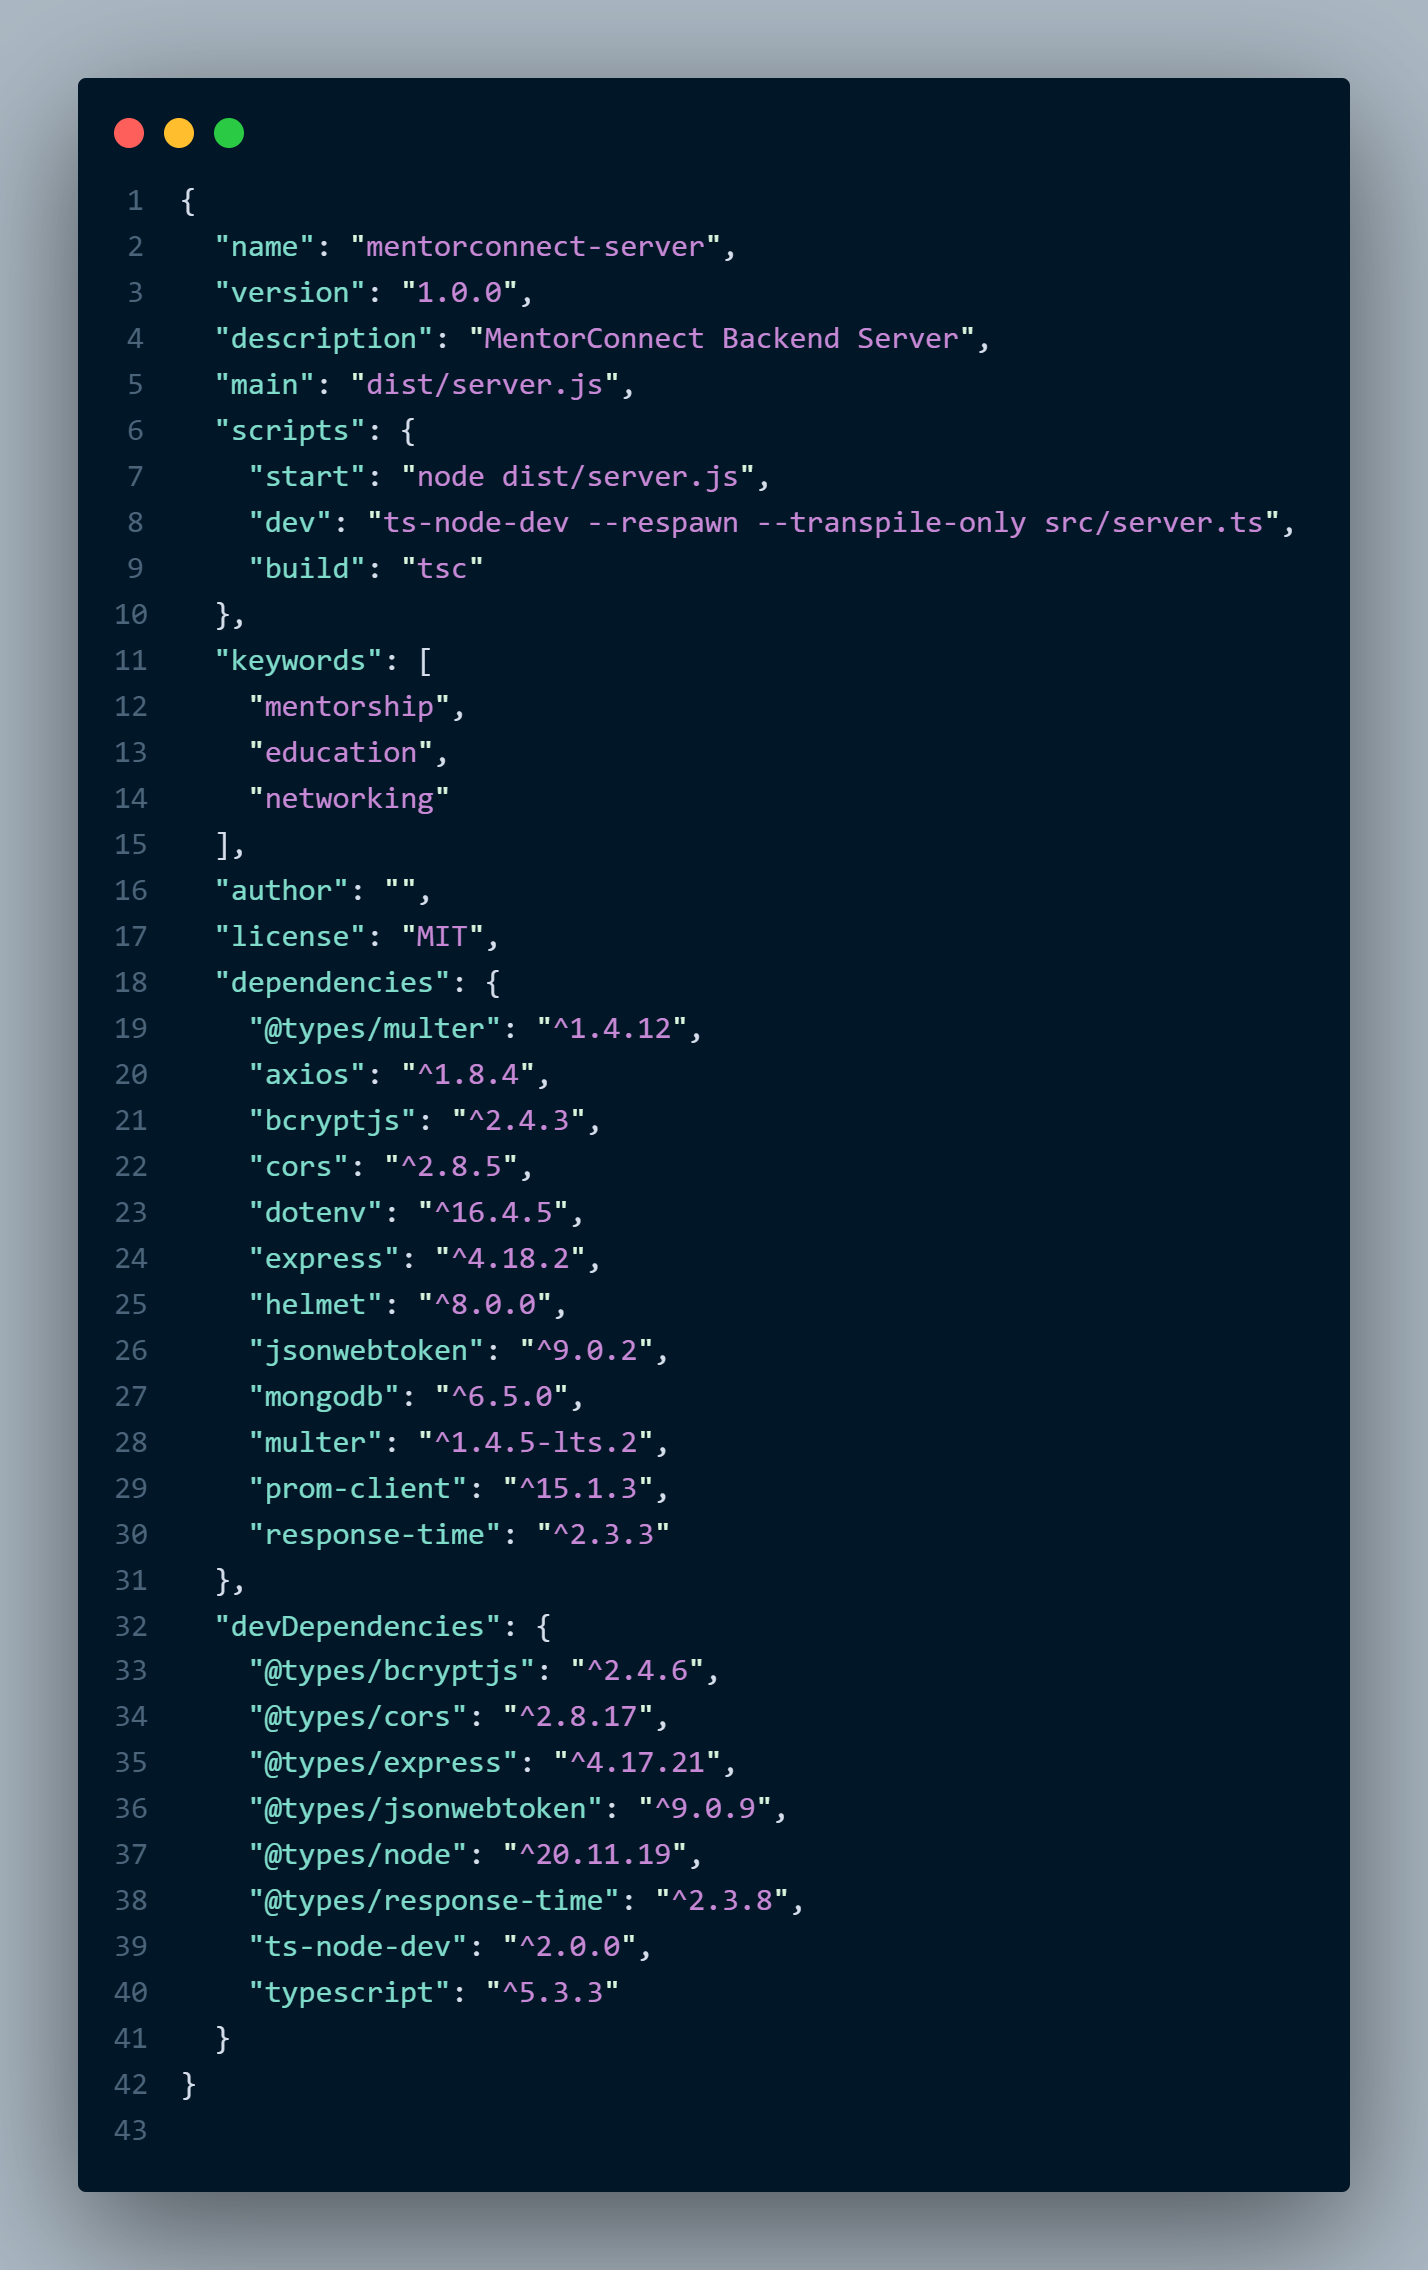 1 {
2   "name": "mentorconnect-server",
3   "version": "1.0.0",
4   "description": "MentorConnect Backend Server",
5   "main": "dist/server.js",
6   "scripts": {
7     "start": "node dist/server.js",
8     "dev": "ts-node-dev --respawn --transpile-only src/server.ts",
9     "build": "tsc"
10   },
11   "keywords": [
12     "mentorship",
13     "education",
14     "networking"
15   ],
16   "author": "",
17   "license": "MIT",
18   "dependencies": {
19     "@types/multer": "^1.4.12",
20     "axios": "^1.8.4",
21     "bcryptjs": "^2.4.3",
22     "cors": "^2.8.5",
23     "dotenv": "^16.4.5",
24     "express": "^4.18.2",
25     "helmet": "^8.0.0",
26     "jsonwebtoken": "^9.0.2",
27     "mongodb": "^6.5.0",
28     "multer": "^1.4.5-lts.2",
29     "prom-client": "^15.1.3",
30     "response-time": "^2.3.3"
31   },
32   "devDependencies": {
33     "@types/bcryptjs": "^2.4.6",
34     "@types/cors": "^2.8.17",
35     "@types/express": "^4.17.21",
36     "@types/jsonwebtoken": "^9.0.9",
37     "@types/node": "^20.11.19",
38     "@types/response-time": "^2.3.8",
39     "ts-node-dev": "^2.0.0",
40     "typescript": "^5.3.3"
41   }
42 }
43